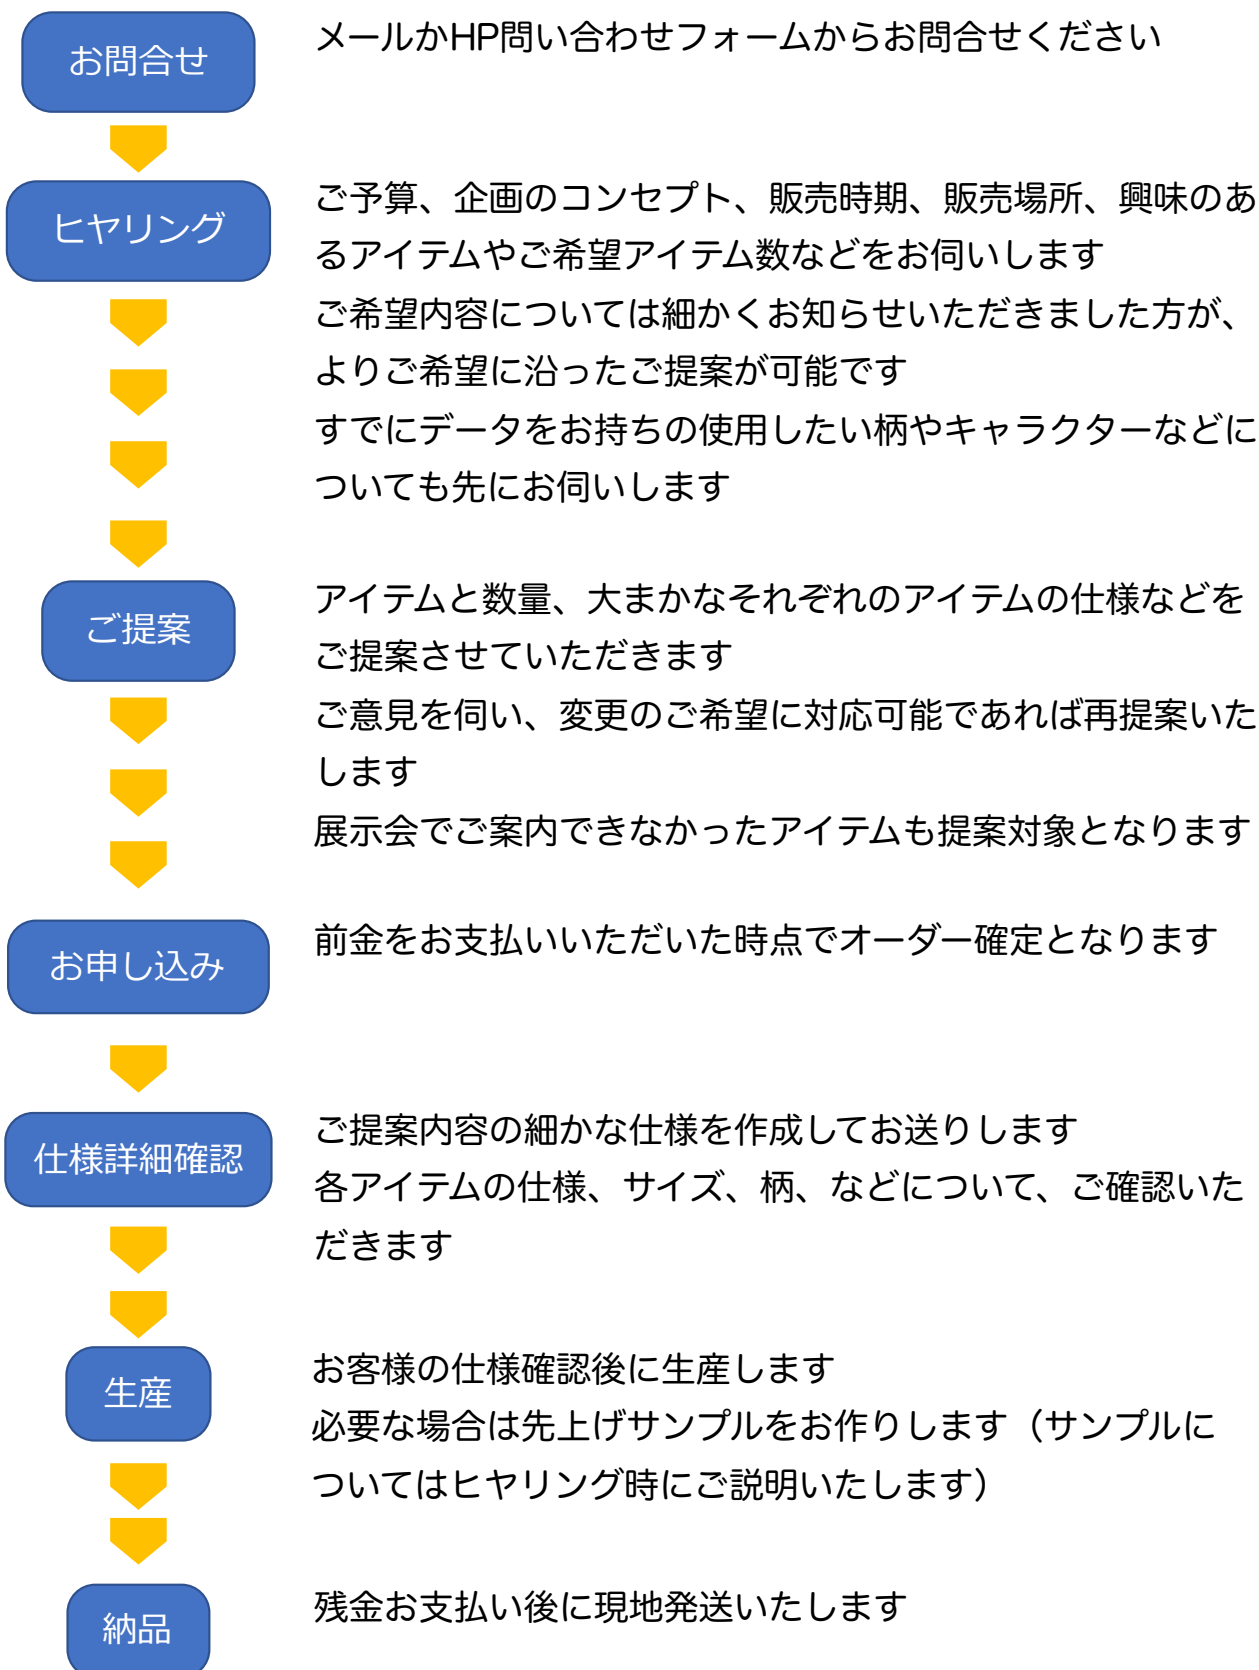 お問合せ
メールかHP問い合わせフォームからお問合せください
ヒヤリング
ご予算、企画のコンセプト、販売時期、販売場所、興味のあ
るアイテムやご希望アイテム数などをお伺いします
ご希望内容については細かくお知らせいただきました方が、
よりご希望に沿ったご提案が可能です
すでにデータをお持ちの使用したい柄やキャラクターなどに
ついても先にお伺いします
ご提案
アイテムと数量、大まかなそれぞれのアイテムの仕様などを
ご提案させていただきます
ご意見を伺い、変更のご希望に対応可能であれば再提案いた
します
展示会でご案内できなかったアイテムも提案対象となります
お申し込み
前金をお支払いいただいた時点でオーダー確定となります
仕様詳細確認
ご提案内容の細かな仕様を作成してお送りします
各アイテムの仕様、サイズ、柄、などについて、ご確認いた
だきます
生産
お客様の仕様確認後に生産します
必要な場合は先上げサンプルをお作りします（サンプルに
ついてはヒヤリング時にご説明いたします）
納品
残金お支払い後に現地発送いたします